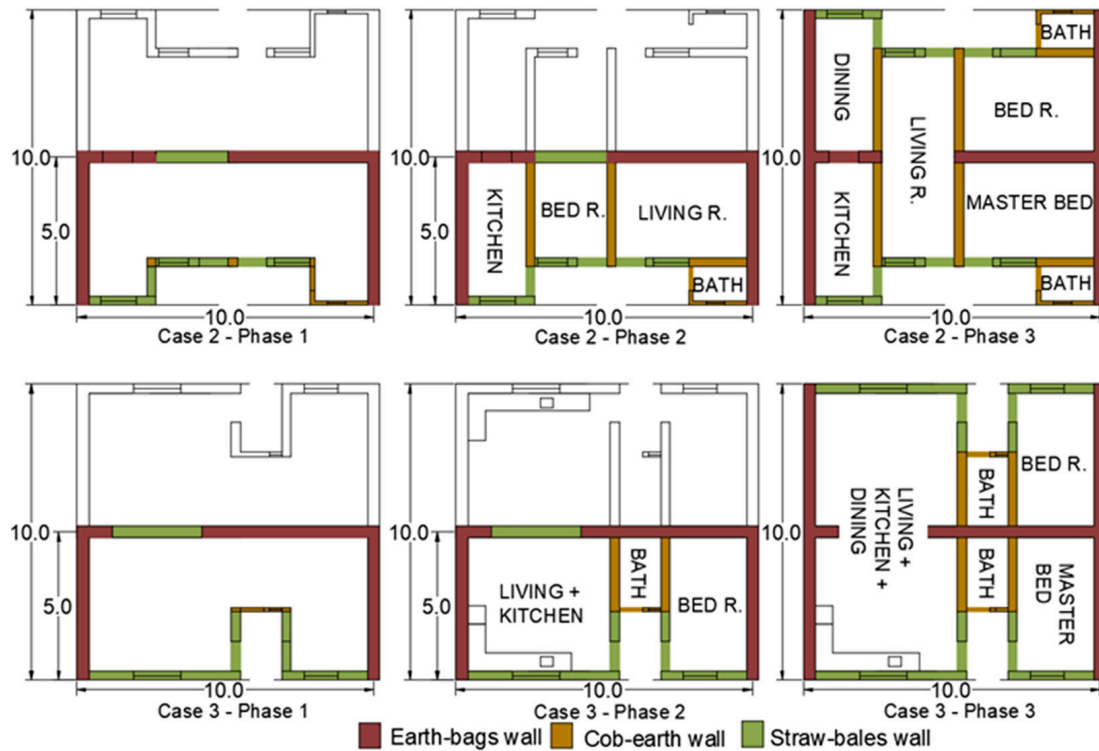 10.0
5.0
10.0
Case 2 - Phase 1
10.0
5.0
KITCHEN
BED R.
LIVING R.
BATH
10.0
Case 2 - Phase 2
10.0
DINING
BATH
BED R.
LIVING R.
KITCHEN
MASTER BED
BATH
10.0
Case 2 - Phase 3
10.0
5.0
10.0
Case 3 - Phase 1
10.0
5.0
LIVING +
KITCHEN
BATH
BED R.
10.0
Case 3 - Phase 2
10.0
LIVING +
KITCHEN +
DINING
BATH
BED R.
BATH
MASTER
BED
10.0
Case 3 - Phase 3
Earth-bags wall
Cob-earth wall
Straw-bales wall